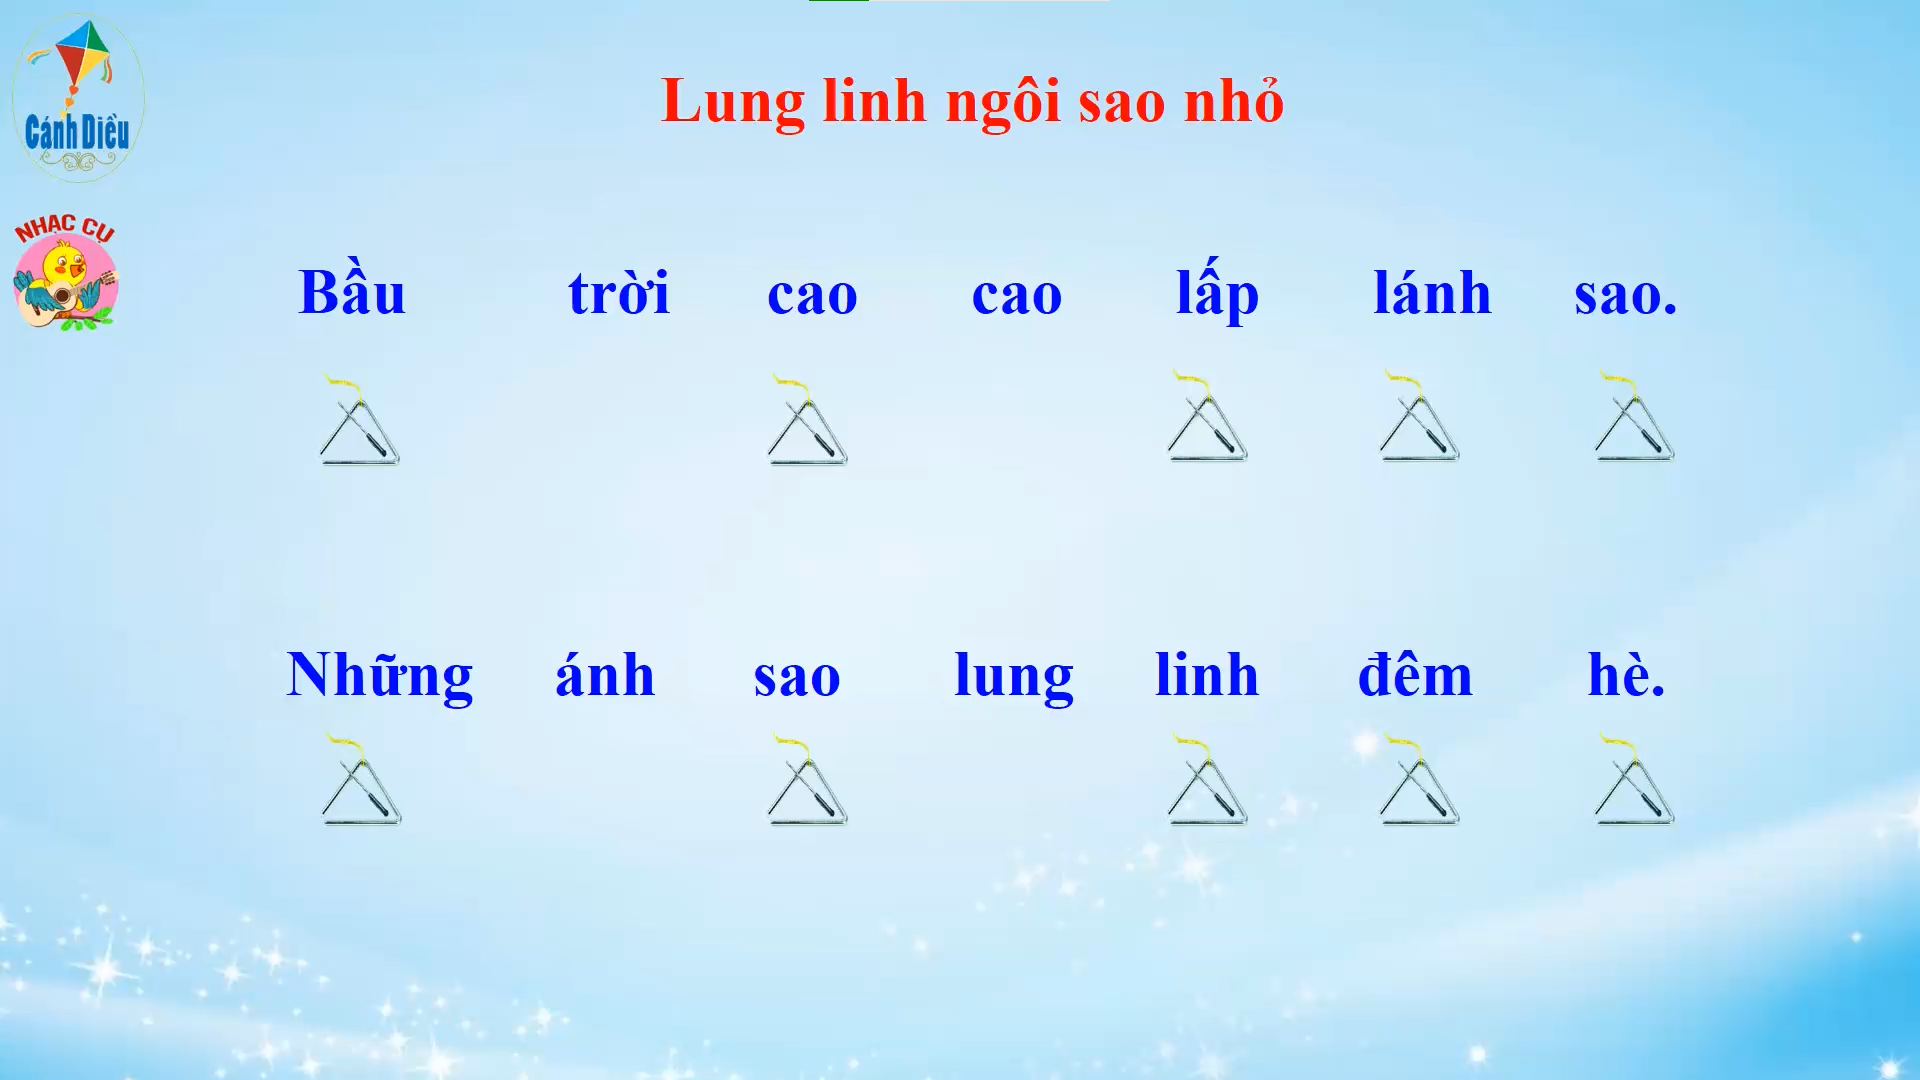 Cánh Diều
Lung linh ngôi sao nhỏ
NHẠC CỤ
Bầu trời cao cao lấp lánh sao.
Những ánh sao lung linh đêm hè.